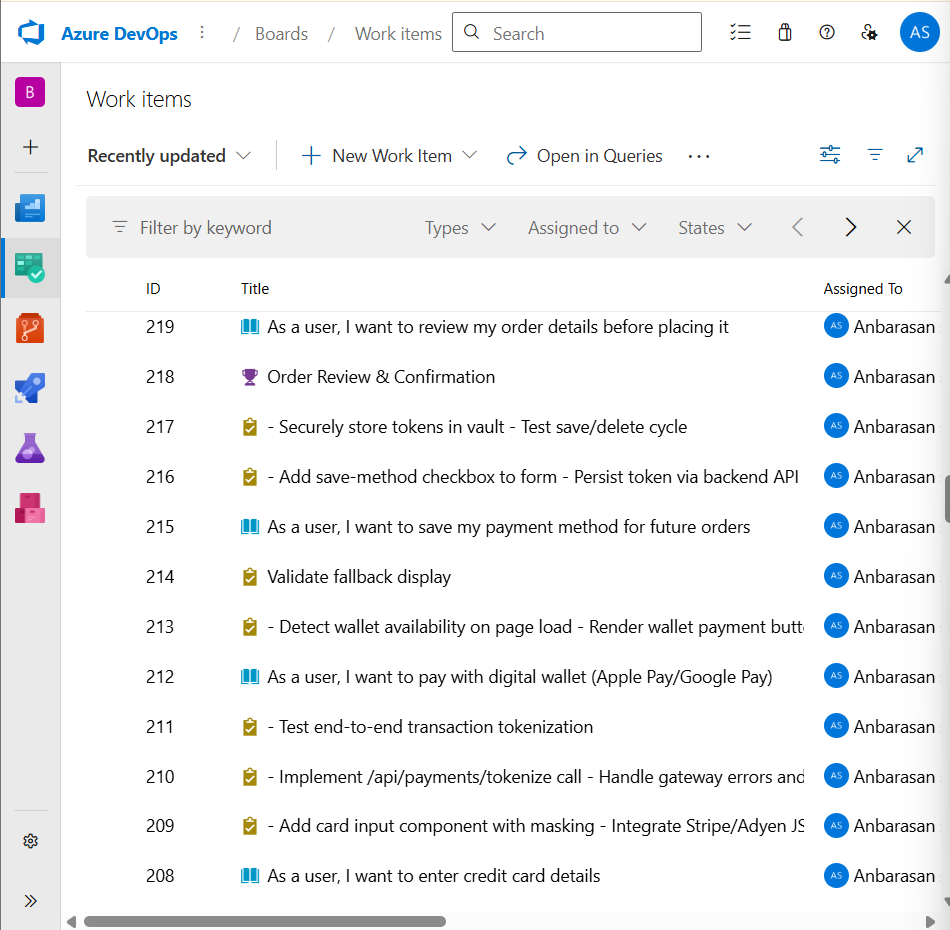 Azure DevOps / Boards / Work items Search AS
B
Work items
Recently updated New Work Item Open in Queries
Filter by keyword Types Assigned to States
ID Title Assigned To
219 As a user, I want to review my order details before placing it AS Anbarasan
218 Order Review & Confirmation AS Anbarasan
217 - Securely store tokens in vault - Test save/delete cycle AS Anbarasan
216 - Add save-method checkbox to form - Persist token via backend API AS Anbarasan
215 As a user, I want to save my payment method for future orders AS Anbarasan
214 Validate fallback display AS Anbarasan
213 - Detect wallet availability on page load - Render wallet payment butt AS Anbarasan
212 As a user, I want to pay with digital wallet (Apple Pay/Google Pay) AS Anbarasan
211 - Test end-to-end transaction tokenization AS Anbarasan
210 - Implement /api/payments/tokenize call - Handle gateway errors and AS Anbarasan
209 - Add card input component with masking - Integrate Stripe/Adyen JS AS Anbarasan
208 As a user, I want to enter credit card details AS Anbarasan